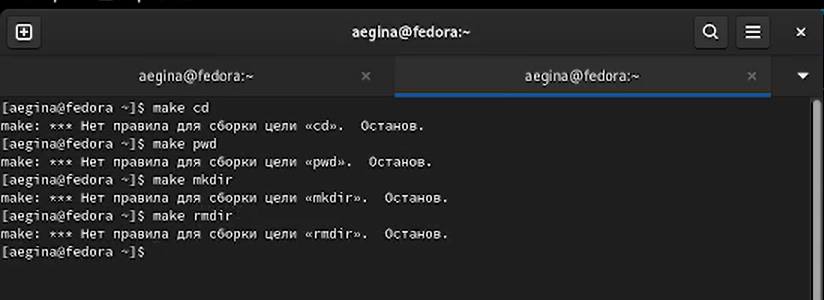 aegina@fedora:~
aegina@fedora:~
aegina@fedora:~
[aegina@fedora ~]$ make cd
make: *** Нет правила для сборки цели «cd».  Останов.
[aegina@fedora ~]$ make pwd
make: *** Нет правила для сборки цели «pwd».  Останов.
[aegina@fedora ~]$ make mkdir
make: *** Нет правила для сборки цели «mkdir».  Останов.
[aegina@fedora ~]$ make rmdir
make: *** Нет правила для сборки цели «rmdir».  Останов.
[aegina@fedora ~]$